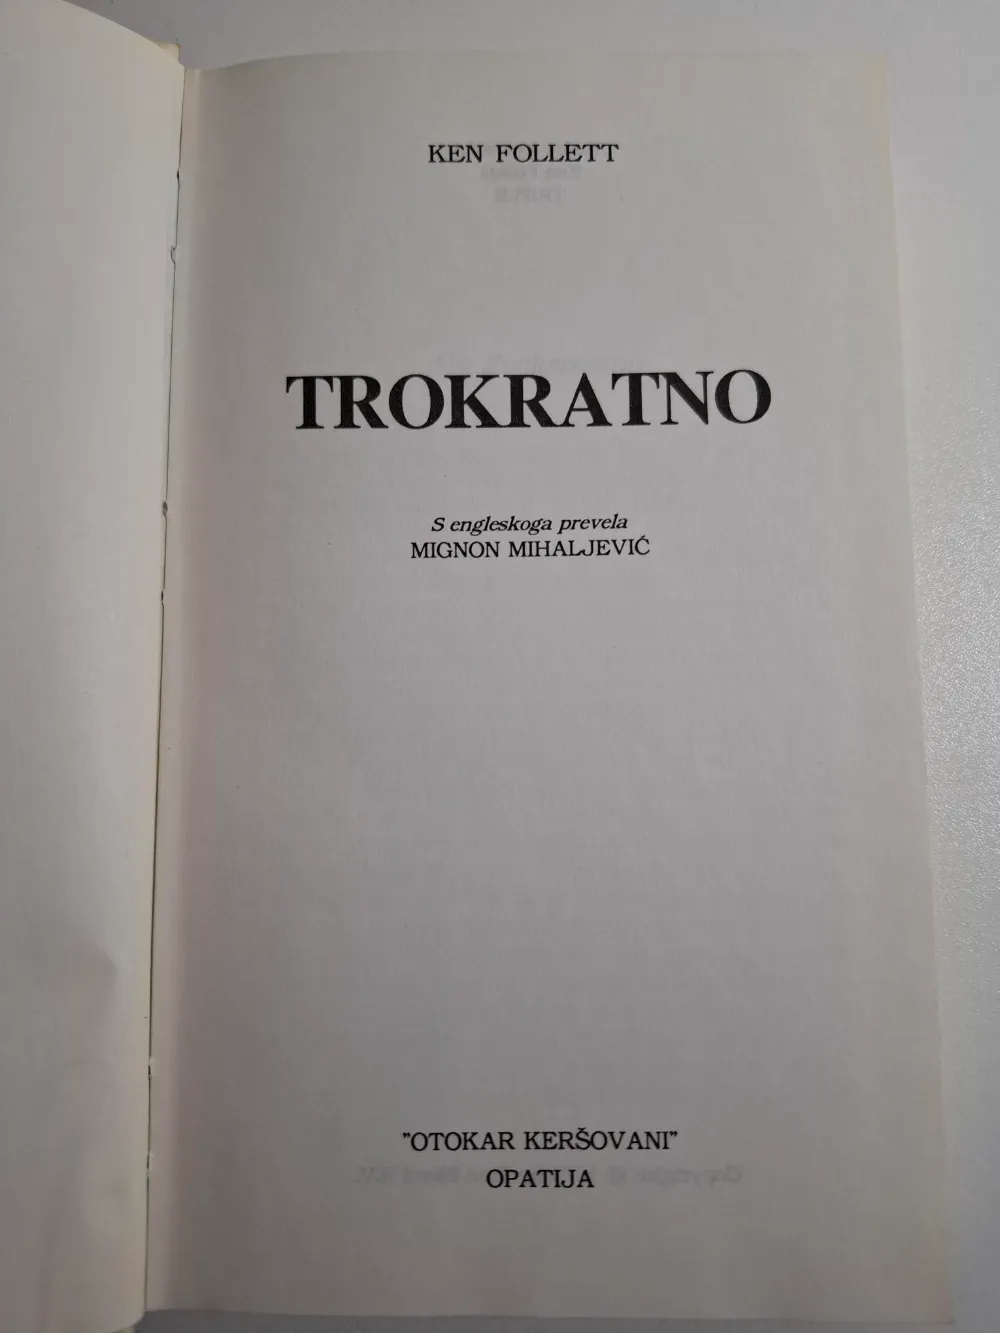 KEN FOLLETT
TROKRATNO
S engleskoga prevela
MIGNON MIHALJEVIĆ
"OTOKAR KERŠOVANI"
OPATIJA